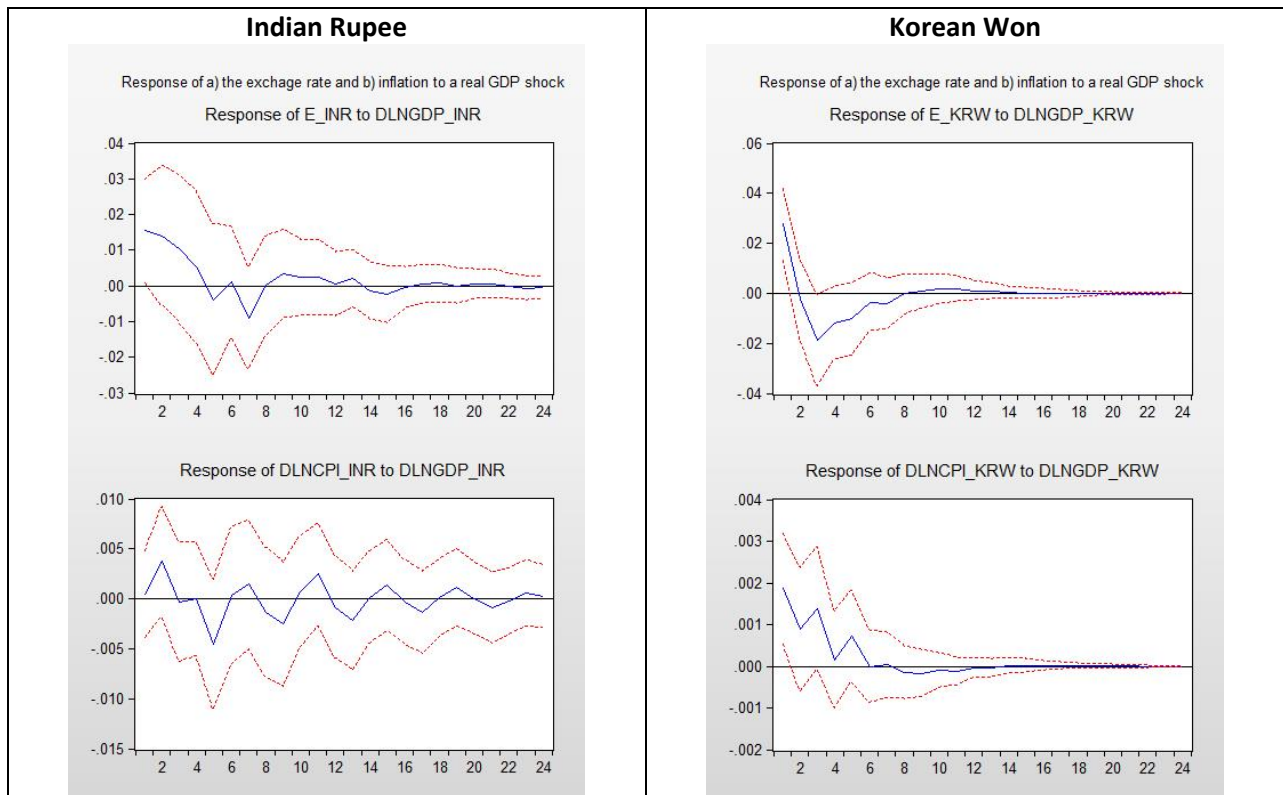 Indian Rupee
Response of a) the exchage rate and b) inflation to a real GDP shock
Response of E_INR to DLNGDP_INR
.04
.03
.02
.01
.00
-.01
-.02
-.03
2 4 6 8 10 12 14 16 18 20 22 24
Response of DLNCPI_INR to DLNGDP_INR
.010
.005
.000
-.005
-.010
-.015
2 4 6 8 10 12 14 16 18 20 22 24
Korean Won
Response of a) the exchage rate and b) inflation to a real GDP shock
Response of E_KRW to DLNGDP_KRW
.06
.04
.02
.00
-.02
-.04
2 4 6 8 10 12 14 16 18 20 22 24
Response of DLNCPI_KRW to DLNGDP_KRW
.004
.003
.002
.001
.000
-.001
-.002
2 4 6 8 10 12 14 16 18 20 22 24